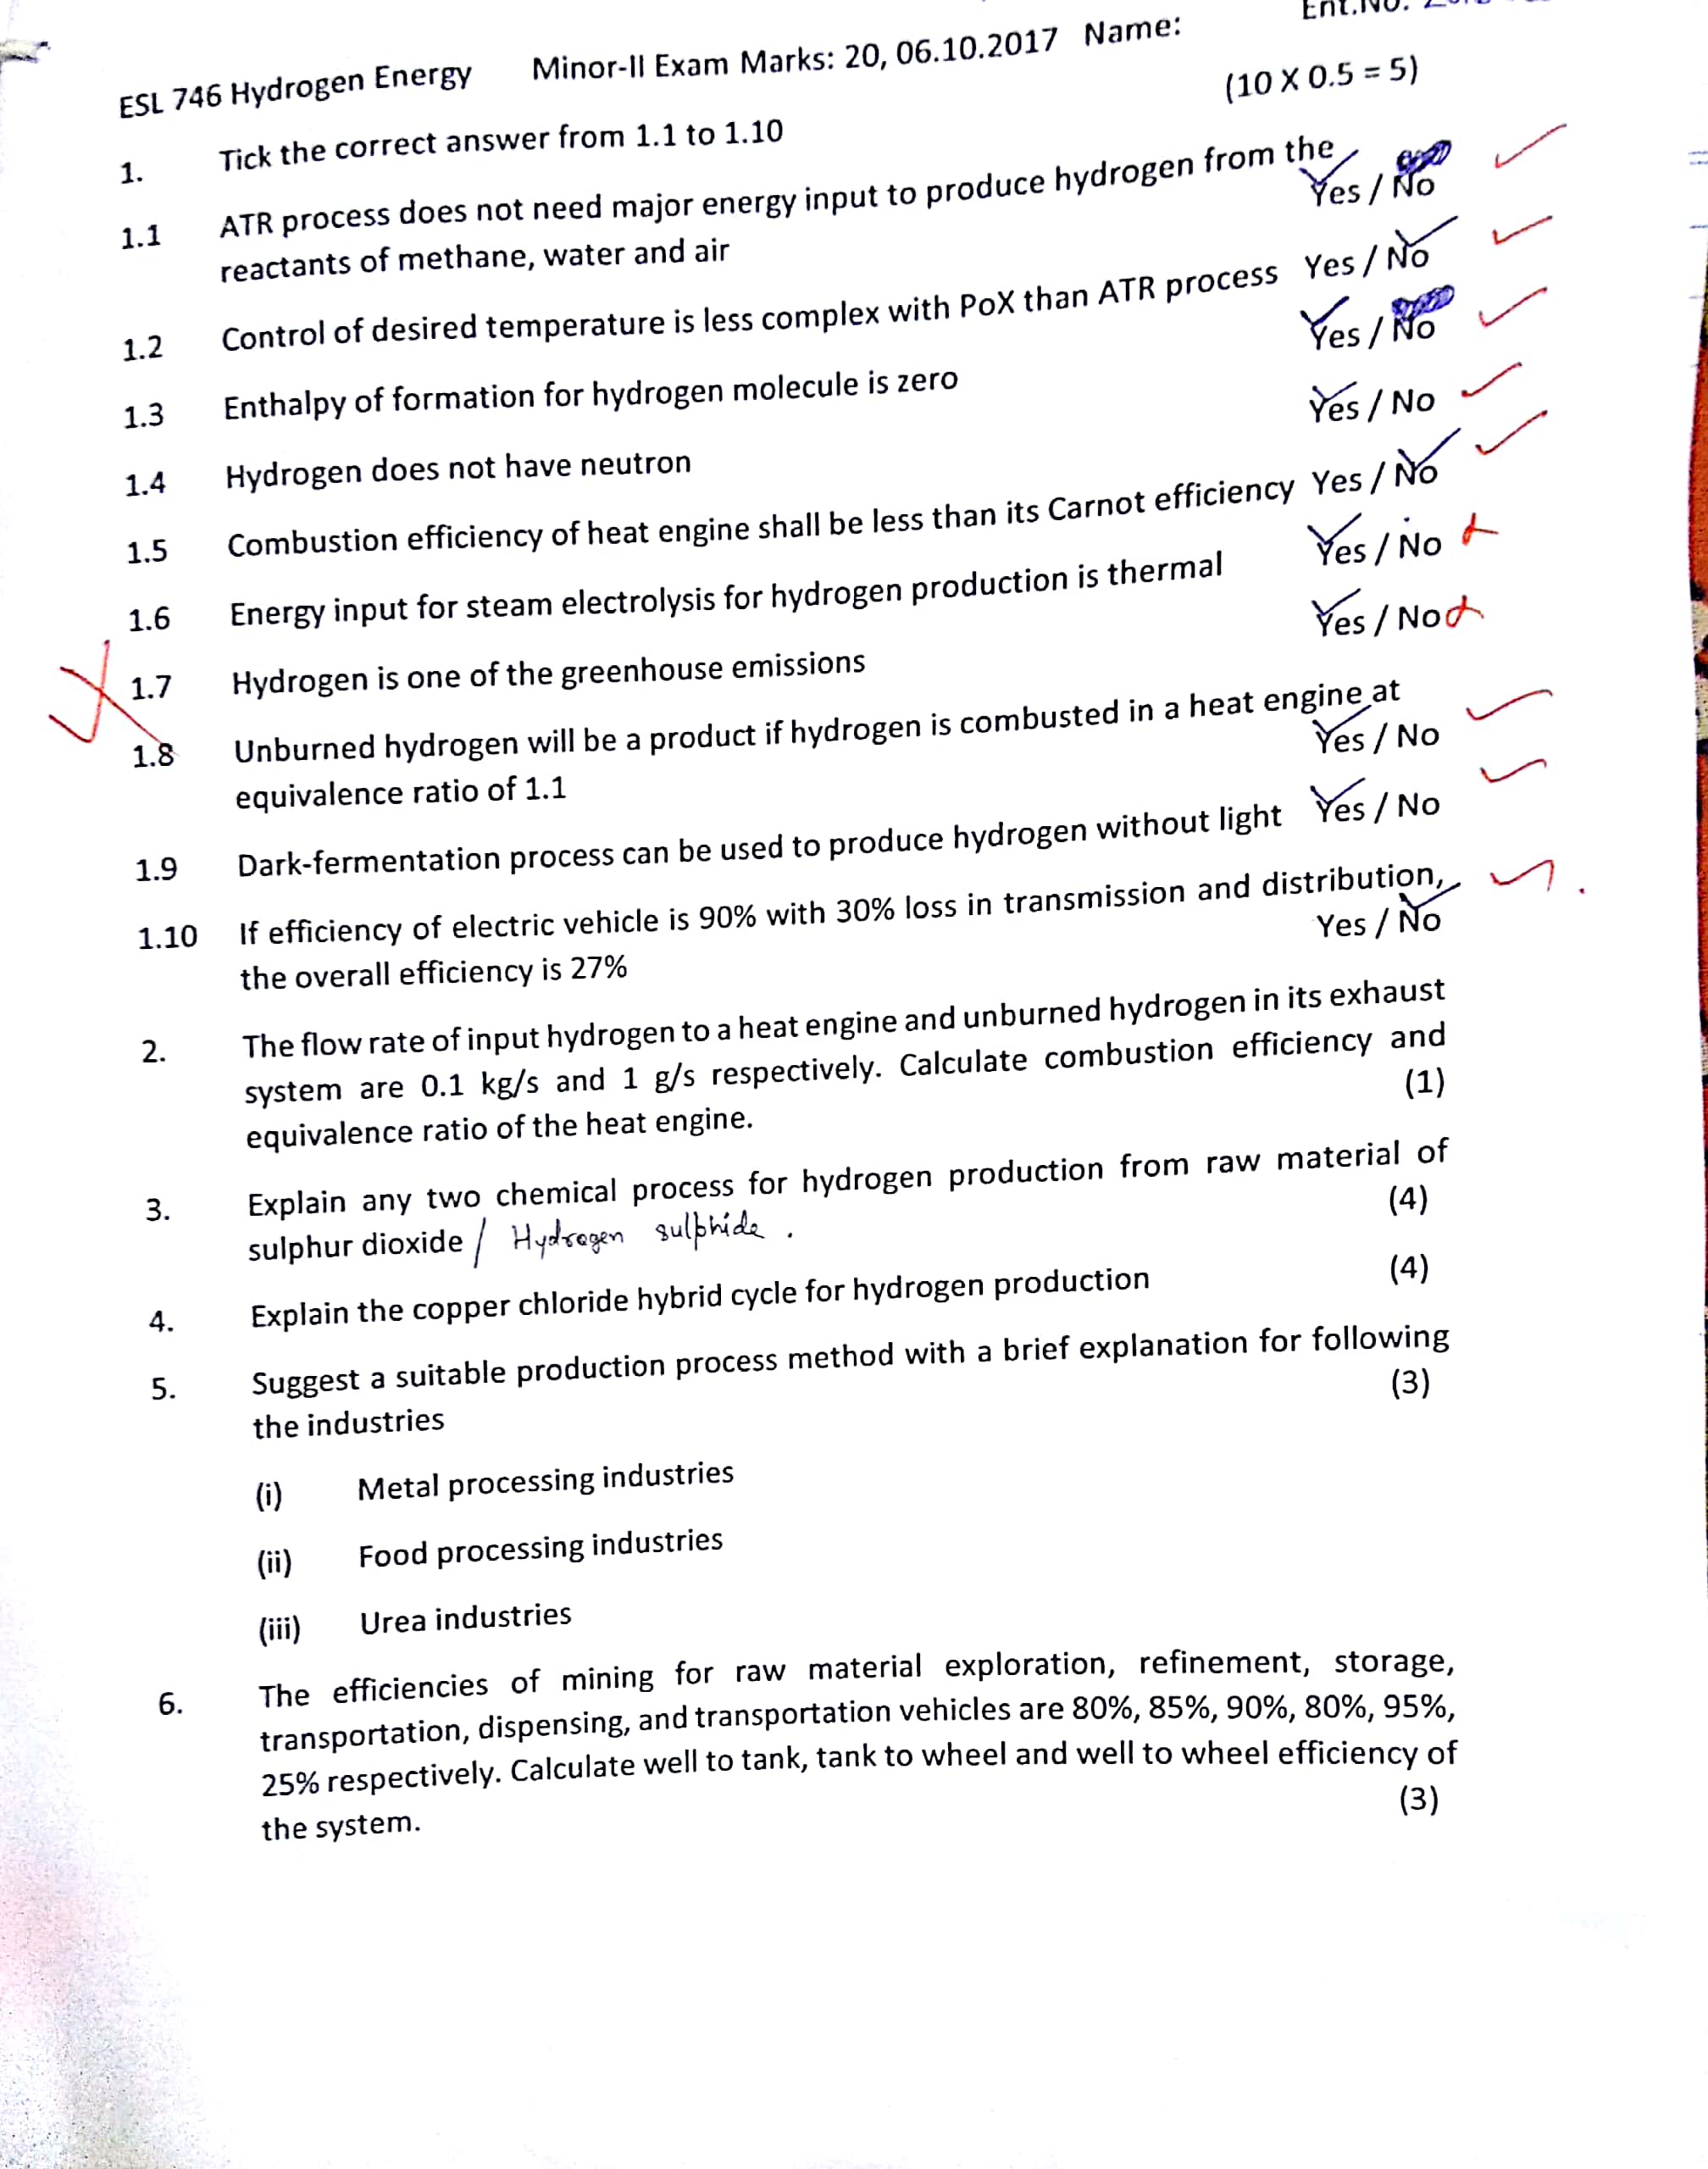 Ent.No.
ESL 746 Hydrogen Energy Minor-II Exam Marks: 20, 06.10.2017 Name:
1. Tick the correct answer from 1.1 to 1.10 (10 X 0.5 = 5)
1.1 ATR process does not need major energy input to produce hydrogen from the
reactants of methane, water and air Yes / No
1.2 Control of desired temperature is less complex with PoX than ATR process Yes / No
1.3 Enthalpy of formation for hydrogen molecule is zero Yes / No
1.4 Hydrogen does not have neutron Yes / No
1.5 Combustion efficiency of heat engine shall be less than its Carnot efficiency Yes / No
1.6 Energy input for steam electrolysis for hydrogen production is thermal Yes / No
1.7 Hydrogen is one of the greenhouse emissions Yes / No
1.8 Unburned hydrogen will be a product if hydrogen is combusted in a heat engine at
equivalence ratio of 1.1 Yes / No
1.9 Dark-fermentation process can be used to produce hydrogen without light Yes / No
1.10 If efficiency of electric vehicle is 90% with 30% loss in transmission and distribution,
the overall efficiency is 27% Yes / No
2. The flow rate of input hydrogen to a heat engine and unburned hydrogen in its exhaust
system are 0.1 kg/s and 1 g/s respectively. Calculate combustion efficiency and
equivalence ratio of the heat engine. (1)
3. Explain any two chemical process for hydrogen production from raw material of
sulphur dioxide / Hydrogen sulphide . (4)
4. Explain the copper chloride hybrid cycle for hydrogen production (4)
5. Suggest a suitable production process method with a brief explanation for following
the industries (3)
(i) Metal processing industries
(ii) Food processing industries
(iii) Urea industries
6. The efficiencies of mining for raw material exploration, refinement, storage,
transportation, dispensing, and transportation vehicles are 80%, 85%, 90%, 80%, 95%,
25% respectively. Calculate well to tank, tank to wheel and well to wheel efficiency of
the system. (3)